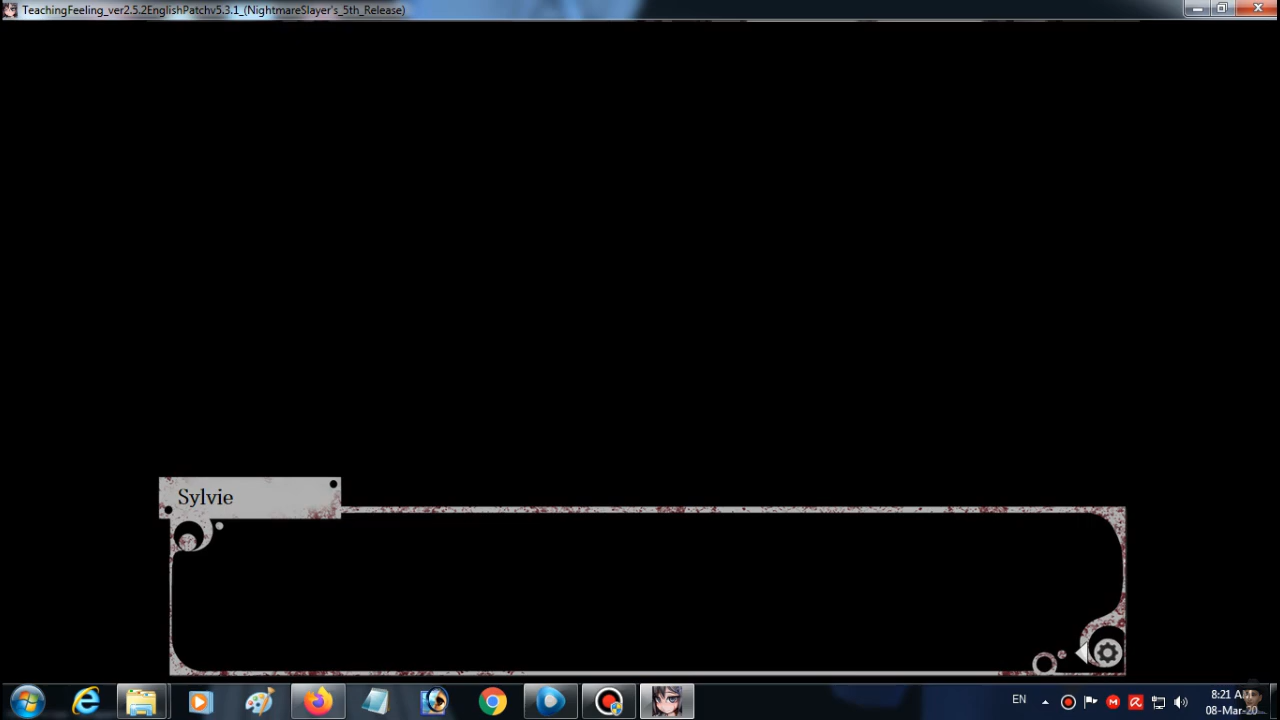 TeachingFeeling_ver2.5.2EnglishPatchv5.3.1_(NightmareSlayer's_5th_Release)
Sylvie
EN
8:21 AM
08-Mar-20